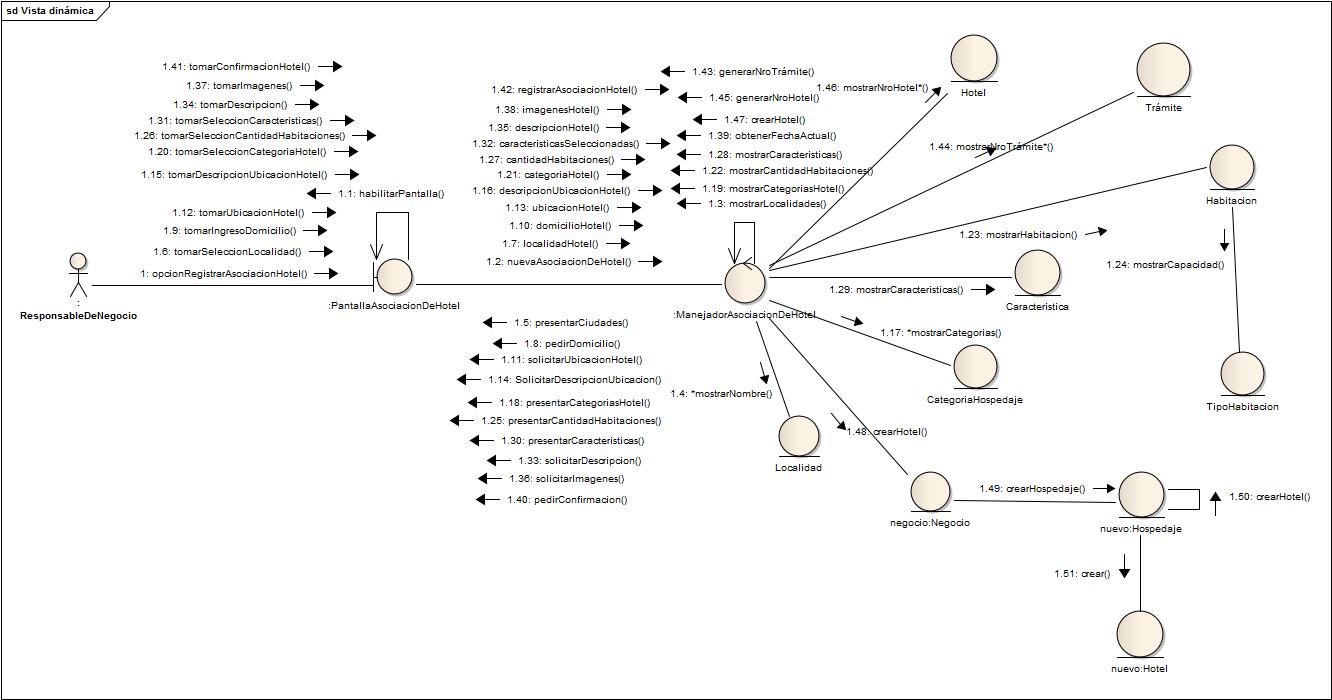 sd Vista dinámica
1.41: tomarConfirmacionHotel()
1.37: tomarImagenes()
1.34: tomarDescripcion()
1.31: tomarSeleccionCaracteristicas()
1.26: tomarSeleccionCantidadHabitaciones()
1.20: tomarSeleccionCategoriaHotel()
1.15: tomarDescripcionUbicacionHotel()
1.1: habilitarPantalla()
1.12: tomarUbicacionHotel()
1.9: tomarIngresoDomicilio()
1.6: tomarSeleccionLocalidad()
1: opcionRegistrarAsociacionHotel()
:
ResponsableDeNegocio
:PantallaAsociacionDeHotel
1.42: registrarAsociacionHotel()
1.38: imagenesHotel()
1.35: descripcionHotel()
1.32: caracteristicasSeleccionadas()
1.27: cantidadHabitaciones()
1.21: categoriaHotel()
1.16: descripcionUbicacionHotel()
1.13: ubicacionHotel()
1.10: domicilioHotel()
1.7: localidadHotel()
1.2: nuevaAsociacionDeHotel()
1.5: presentarCiudades()
1.8: pedirDomicilio()
1.11: solicitarUbicacionHotel()
1.14: SolicitarDescripcionUbicacion()
1.18: presentarCategoriasHotel()
1.25: presentarCantidadHabitaciones()
1.30: presentarCaracteristicas()
1.33: solicitarDescripcion()
1.36: solicitarImagenes()
1.40: pedirConfirmacion()
1.43: generarNroTrámite()
1.45: generarNroHotel()
1.47: crearHotel()
1.39: obtenerFechaActual()
1.28: mostrarCaracteristicas()
1.22: mostrarCantidadHabitaciones()
1.19: mostrarCategoriasHotel()
1.3: mostrarLocalidades()
:ManejadorAsociacionDeHotel
1.46: mostrarNroHotel*()
Hotel
Trámite
1.44: mostrarNroTrámite*()
Habitacion
1.23: mostrarHabitacion()
1.24: mostrarCapacidad()
1.29: mostrarCaracteristicas()
Caracteristica
1.17: *mostrarCategorias()
CategoriaHospedaje
TipoHabitacion
1.4: *mostrarNombre()
Localidad
1.48: crearHotel()
negocio:Negocio
1.49: crearHospedaje()
nuevo:Hospedaje
1.50: crearHotel()
1.51: crear()
nuevo:Hotel